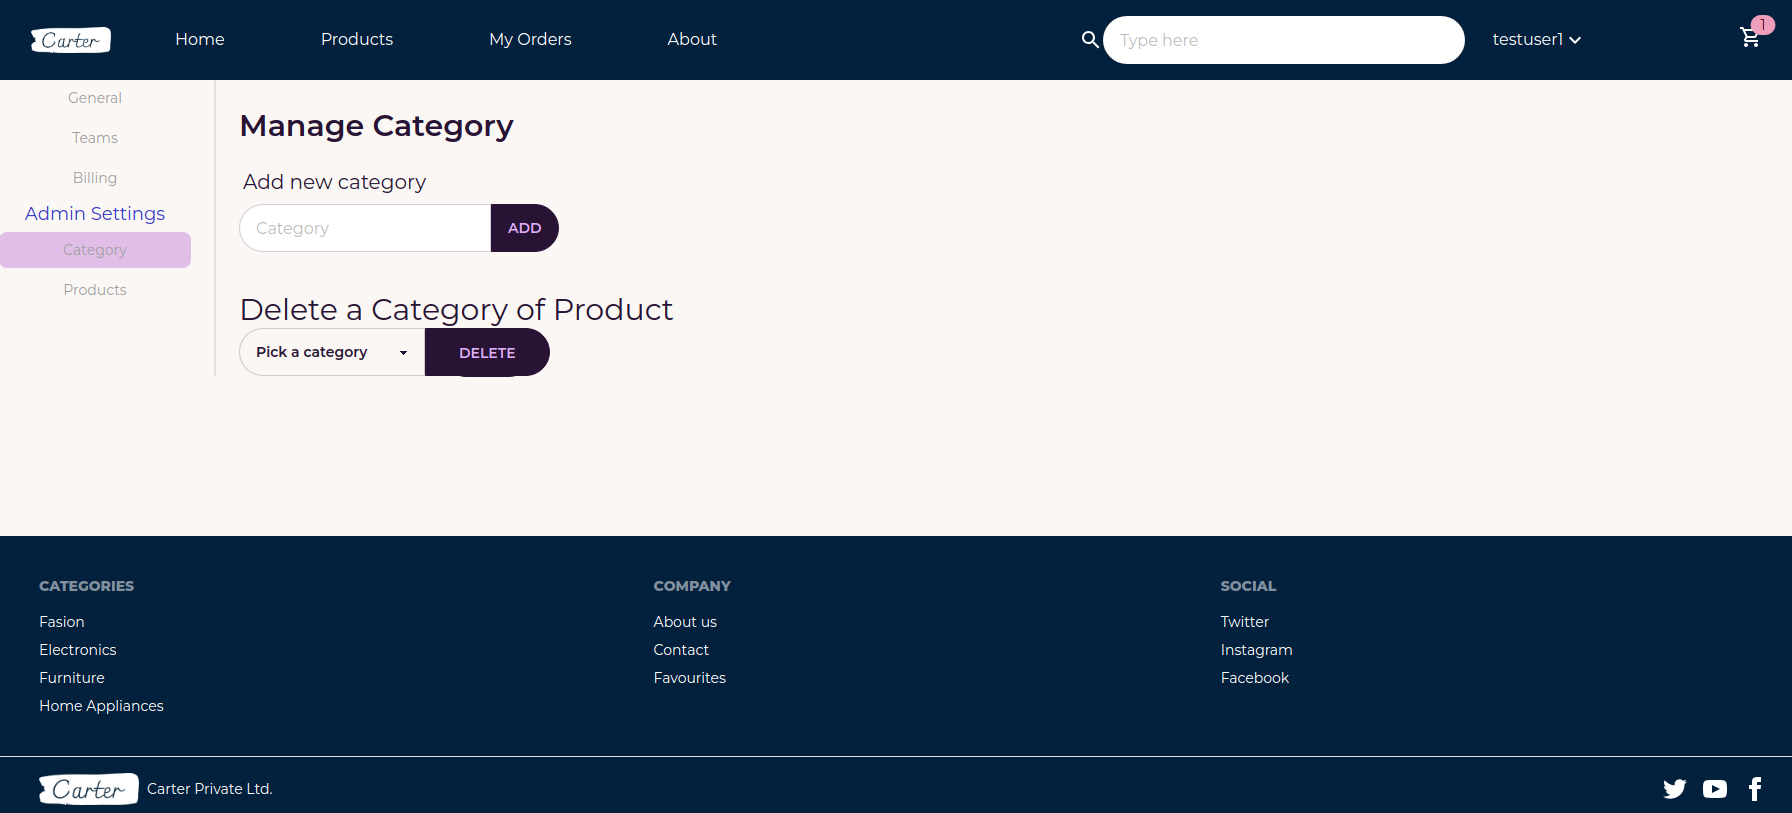 Carter Home Products My Orders About Type here testuser1 1
General
Teams
Billing
Admin Settings
Category
Products
Manage Category
Add new category
Category ADD
Delete a Category of Product
Pick a category DELETE
CATEGORIES
Fasion
Electronics
Furniture
Home Appliances
COMPANY
About us
Contact
Favourites
SOCIAL
Twitter
Instagram
Facebook
Carter Carter Private Ltd.